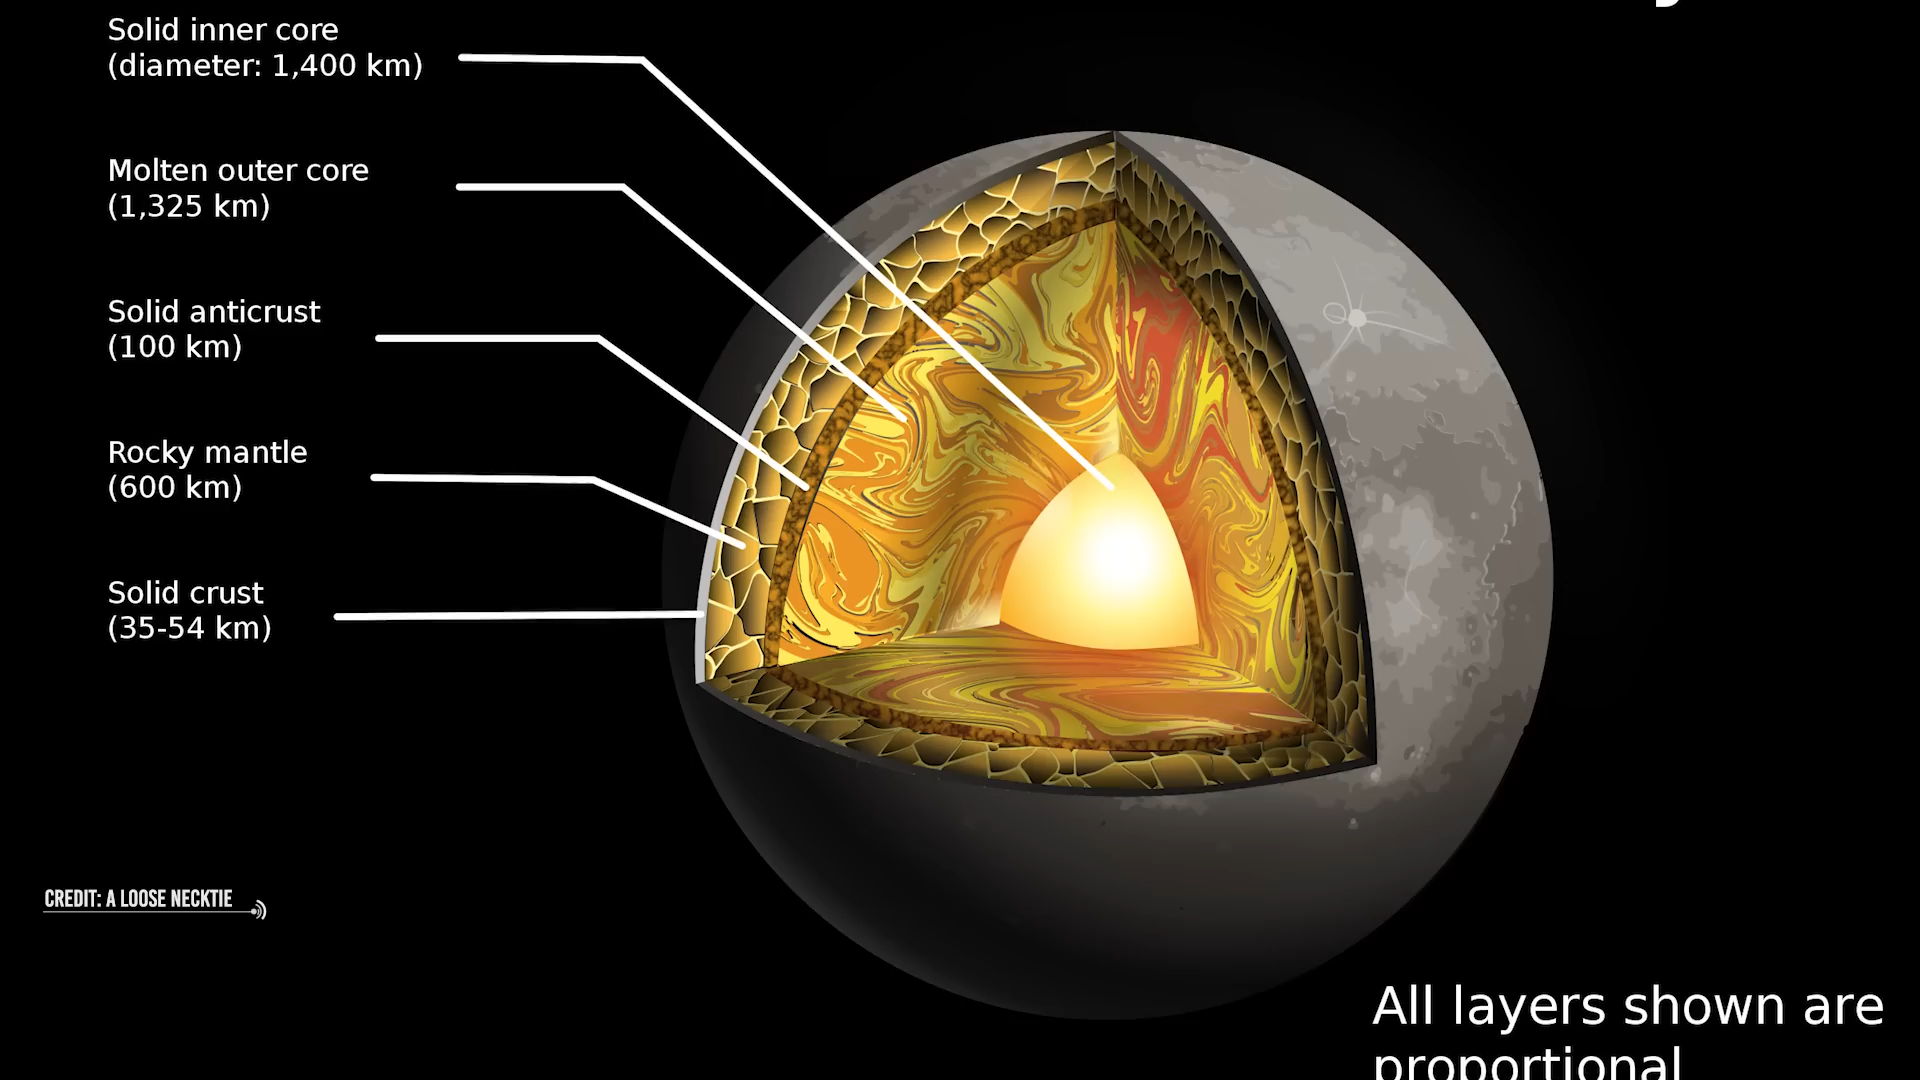 Solid inner core
(diameter: 1,400 km)
Molten outer core
(1,325 km)
Solid anticrust
(100 km)
Rocky mantle
(600 km)
Solid crust
(35-54 km)
CREDIT: A LOOSE NECKTIE
All layers shown are
proportional